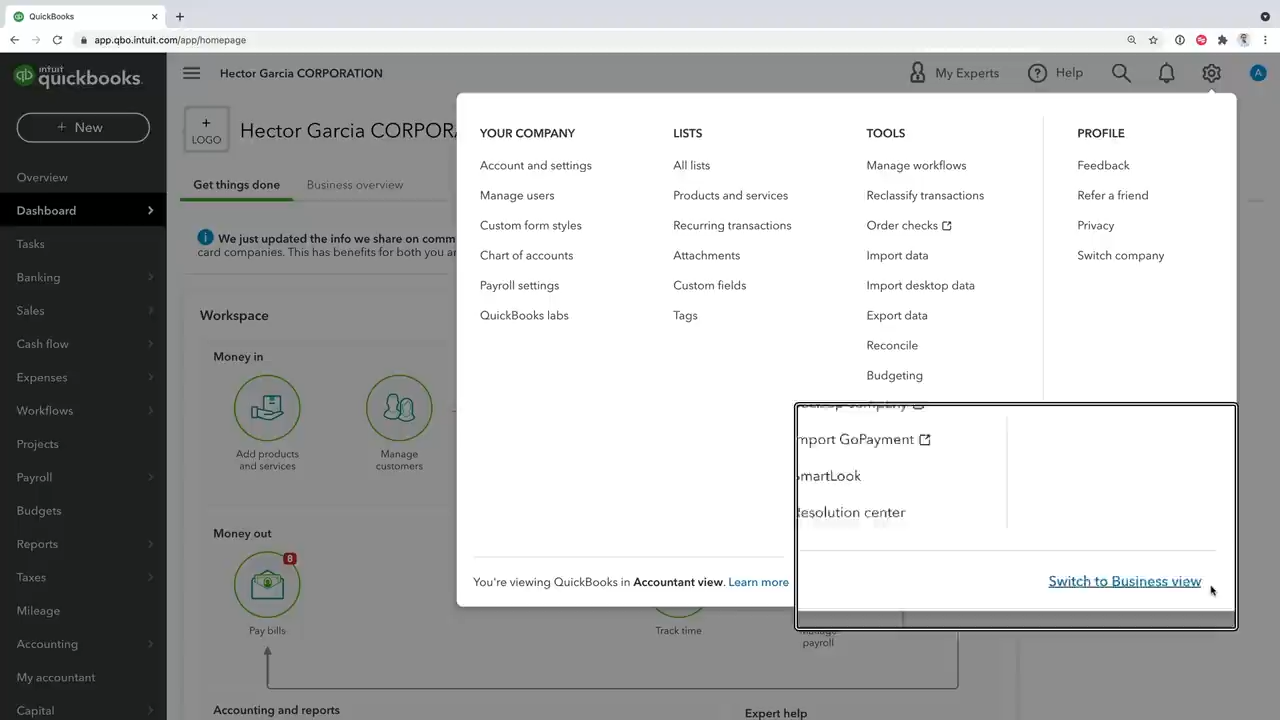 QuickBooks
app.qbo.intuit.com/app/homepage
intuit
quickbooks.
+ New
Overview
Dashboard
Tasks
Banking
Sales
Cash flow
Expenses
Workflows
Projects
Payroll
Budgets
Reports
Taxes
Mileage
Accounting
My accountant
Capital
Hector Garcia CORPORATION
My Experts
Help
A
+
LOGO
Hector Garcia CORPORA
Get things done
Business overview
We just updated the info we share on comm
card companies. This has benefits for both you an
Workspace
Money in
Add products
and services
Manage
customers
Money out
8
Pay bills
Track time
payroll
Accounting and reports
Expert help
YOUR COMPANY
Account and settings
Manage users
Custom form styles
Chart of accounts
Payroll settings
QuickBooks labs
LISTS
All lists
Products and services
Recurring transactions
Attachments
Custom fields
Tags
TOOLS
Manage workflows
Reclassify transactions
Order checks
Import data
Import desktop data
Export data
Reconcile
Budgeting
PROFILE
Feedback
Refer a friend
Privacy
Switch company
mport GoPayment
martLook
esolution center
You're viewing QuickBooks in Accountant view. Learn more
Switch to Business view